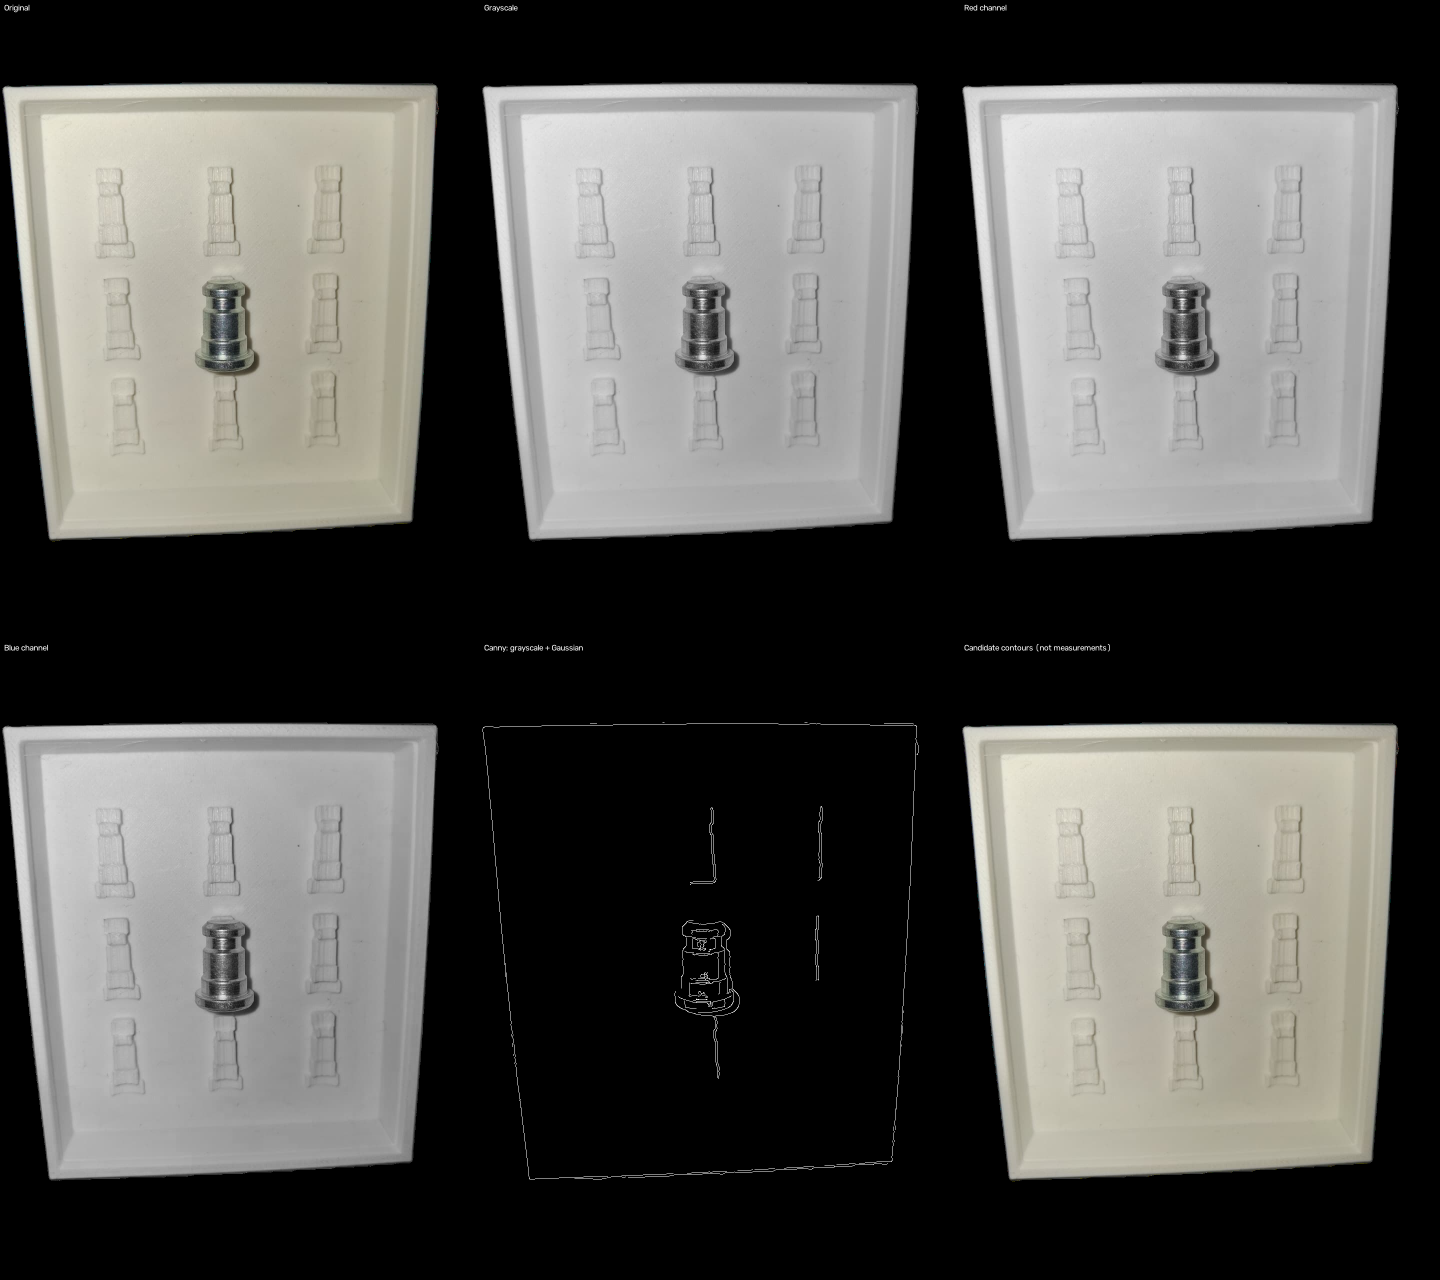 Original
Grayscale
Red channel
Blue channel
Canny: grayscale + Gaussian
Candidate contours (not measurements)